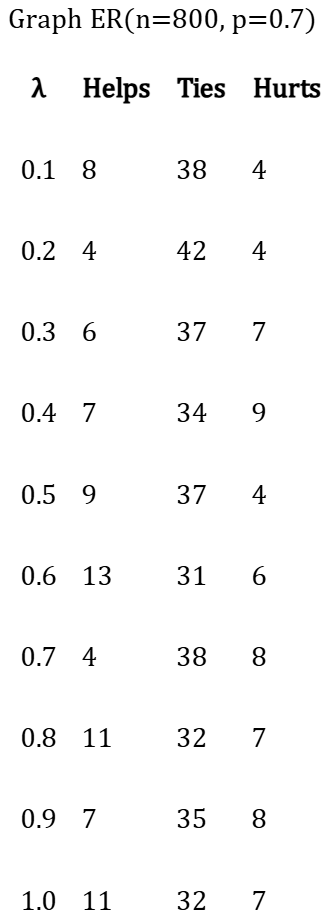 Graph ER(n=800, p=0.7)
λ Helps Ties Hurts
0.1 8 38 4
0.2 4 42 4
0.3 6 37 7
0.4 7 34 9
0.5 9 37 4
0.6 13 31 6
0.7 4 38 8
0.8 11 32 7
0.9 7 35 8
1.0 11 32 7